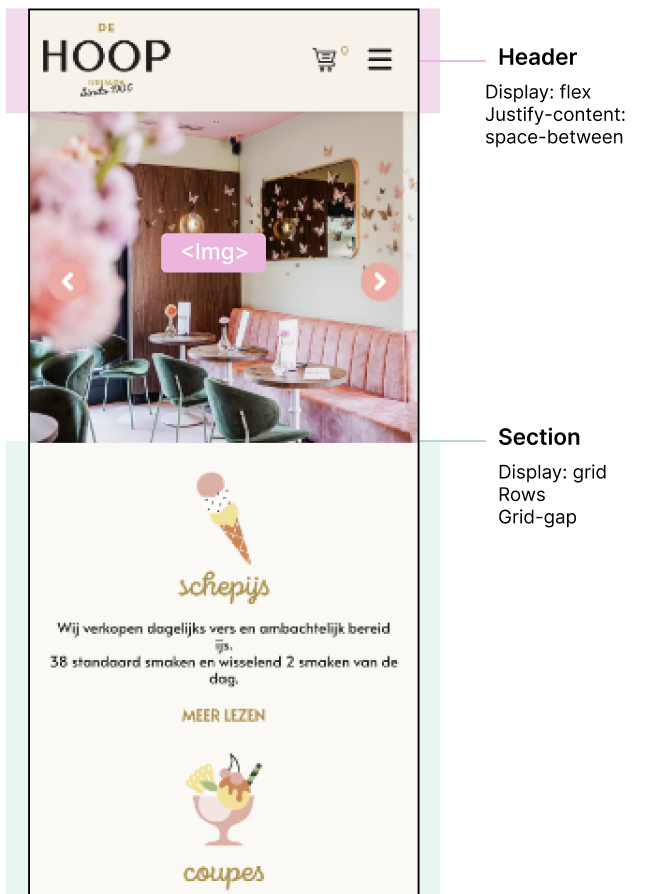 DE
HOOP
IJSSALON
Sinds 1905
0
Header
Display: flex
Justify-content:
space-between
<Img>
Section
Display: grid
Rows
Grid-gap
schepijs
Wij verkopen dagelijks vers en ambachtelijk bereid
ijs.
38 standaard smaken en wisselend 2 smaken van de
dag.
MEER LEZEN
coupes